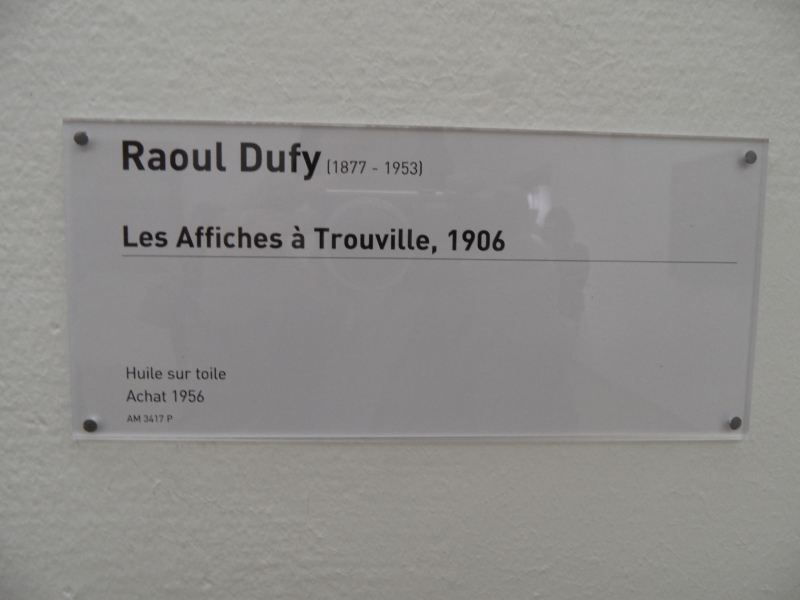 Raoul Dufy (1877 - 1953)
Les Affiches à Trouville, 1906
Huile sur toile
Achat 1956
AM 3417 P